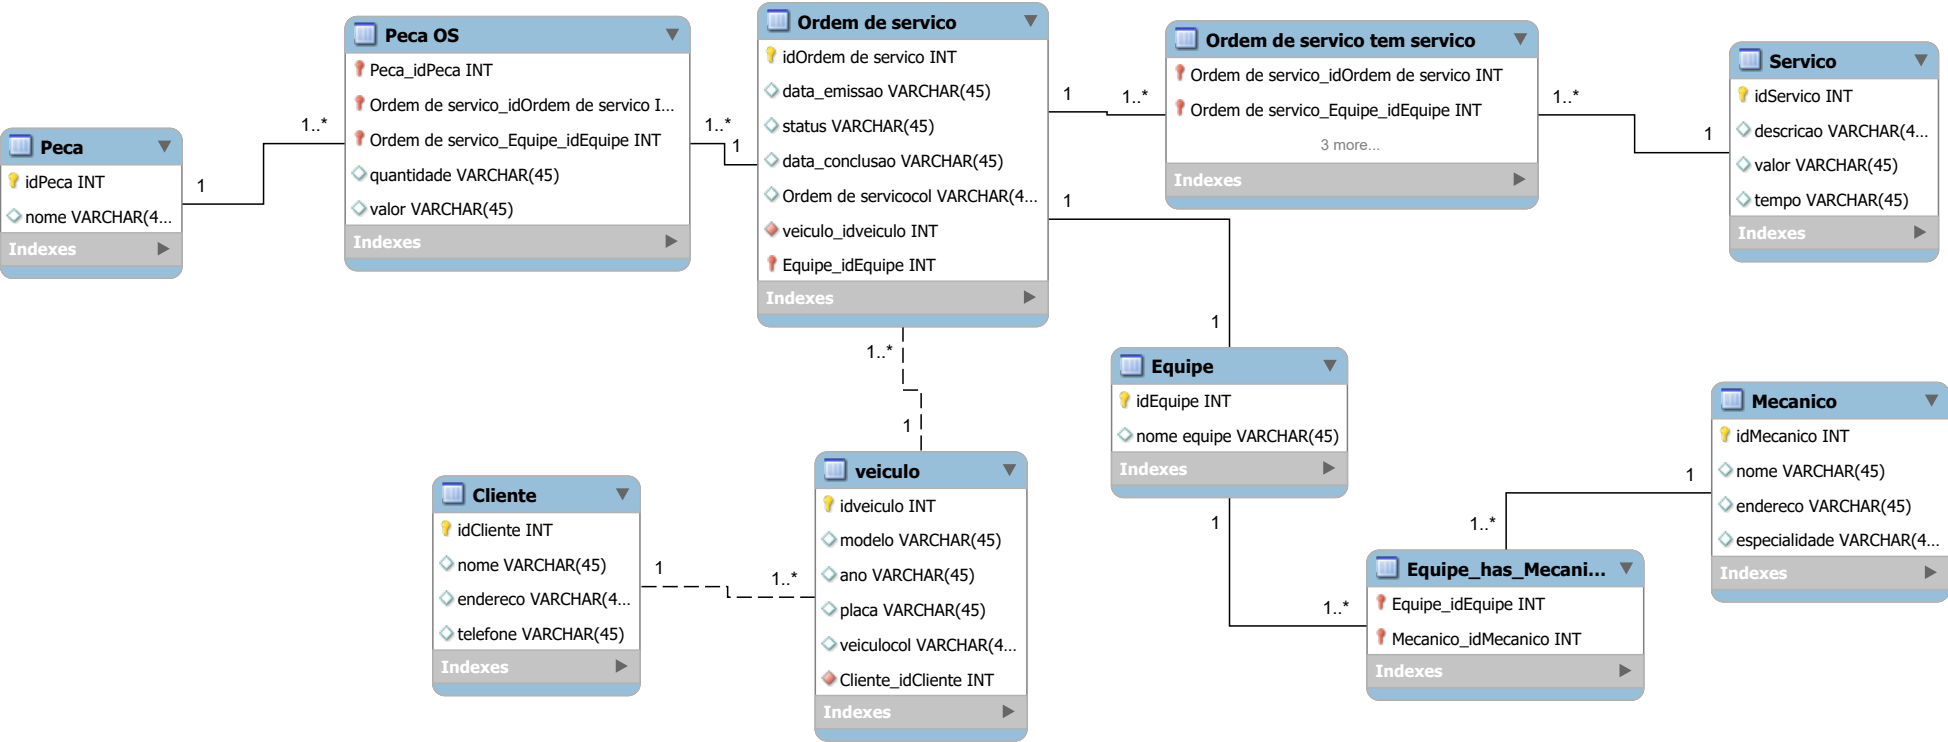 Peca
idPeca INT
nome VARCHAR(4...
Indexes
1
1..*
Peca OS
Peca_idPeca INT
Ordem de servico_idOrdem de servico I...
Ordem de servico_Equipe_idEquipe INT
quantidade VARCHAR(45)
valor VARCHAR(45)
Indexes
1..*
1
Ordem de servico
idOrdem de servico INT
data_emissao VARCHAR(45)
status VARCHAR(45)
data_conclusao VARCHAR(45)
Ordem de servicocol VARCHAR(4...
veiculo_idveiculo INT
Equipe_idEquipe INT
Indexes
1
1..*
Ordem de servico tem servico
Ordem de servico_idOrdem de servico INT
Ordem de servico_Equipe_idEquipe INT
3 more...
Indexes
1..*
1
Servico
idServico INT
descricao VARCHAR(4...
valor VARCHAR(45)
tempo VARCHAR(45)
Indexes
1
1
Equipe
idEquipe INT
nome equipe VARCHAR(45)
Indexes
1
1..*
Equipe_has_Mecani...
Equipe_idEquipe INT
Mecanico_idMecanico INT
Indexes
1..*
1
Mecanico
idMecanico INT
nome VARCHAR(45)
endereco VARCHAR(45)
especialidade VARCHAR(4...
Indexes
1..*
1
veiculo
idveiculo INT
modelo VARCHAR(45)
ano VARCHAR(45)
placa VARCHAR(45)
veiculocol VARCHAR(4...
Cliente_idCliente INT
Indexes
1
1..*
Cliente
idCliente INT
nome VARCHAR(45)
endereco VARCHAR(4...
telefone VARCHAR(45)
Indexes